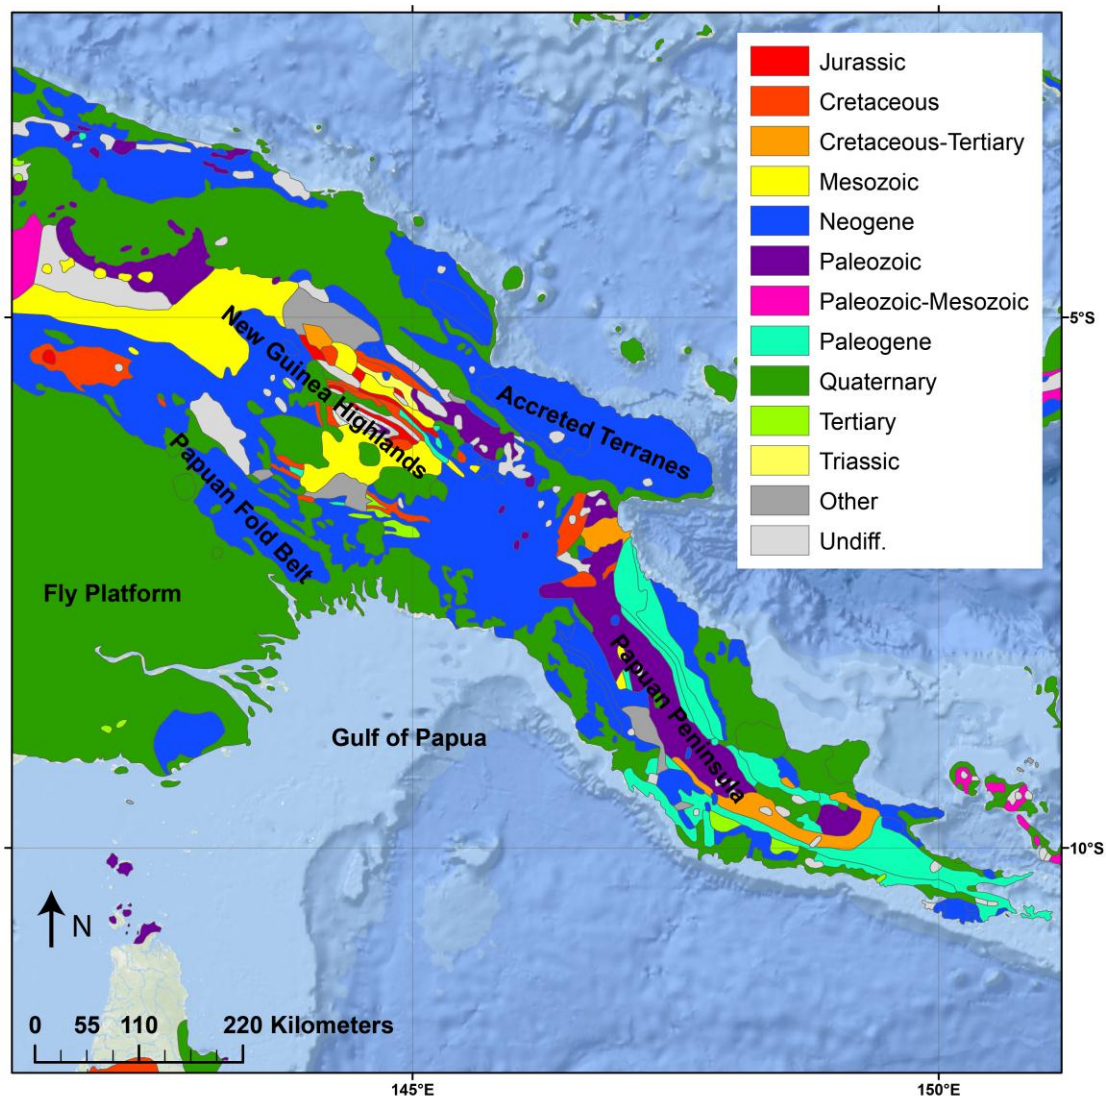 Jurassic
Cretaceous
Cretaceous-Tertiary
Mesozoic
Neogene
Paleozoic
Paleozoic-Mesozoic
Paleogene
Quaternary
Tertiary
Triassic
Other
Undiff.
5°S
New Guinea Highlands
Accreted Terranes
Papuan Fold Belt
Fly Platform
Papuan Peninsula
Gulf of Papua
10°S
N
0 55 110 220 Kilometers
145°E
150°E